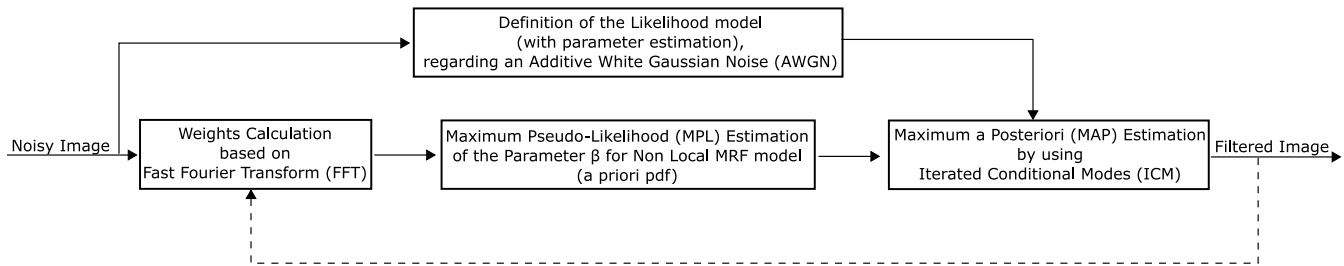 Definition of the Likelihood model
(with parameter estimation),
regarding an Additive White Gaussian Noise (AWGN)
Noisy Image
Weights Calculation
based on
Fast Fourier Transform (FFT)
Maximum Pseudo-Likelihood (MPL) Estimation
of the Parameter β for Non Local MRF model
(a priori pdf)
Maximum a Posteriori (MAP) Estimation
by using
Iterated Conditional Modes (ICM)
Filtered Image